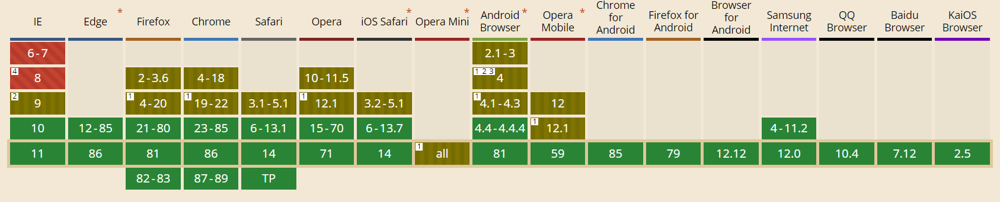 IE
Edge
*
Firefox
Chrome
Safari
Opera
iOS Safari
*
Opera Mini
*
Android
Browser
*
Opera
Mobile
*
Chrome
for
Android
Firefox for
Android
Browser
for
Android
Samsung
Internet
QQ
Browser
Baidu
Browser
KaiOS
Browser
6-7 2.1-3
4 8 2-3.6 4-18 10-11.5 1 2 3 4
2 9 1 4-20 1 19-22 3.1-5.1 1 12.1 3.2-5.1 1 4.1-4.3 12
10 12-85 21-80 23-85 6-13.1 15-70 6-13.7 4.4-4.4.4 1 12.1 4-11.2
11 86 81 86 14 71 14 1 all 81 59 85 79 12.12 12.0 10.4 7.12 2.5
82-83 87-89 TP